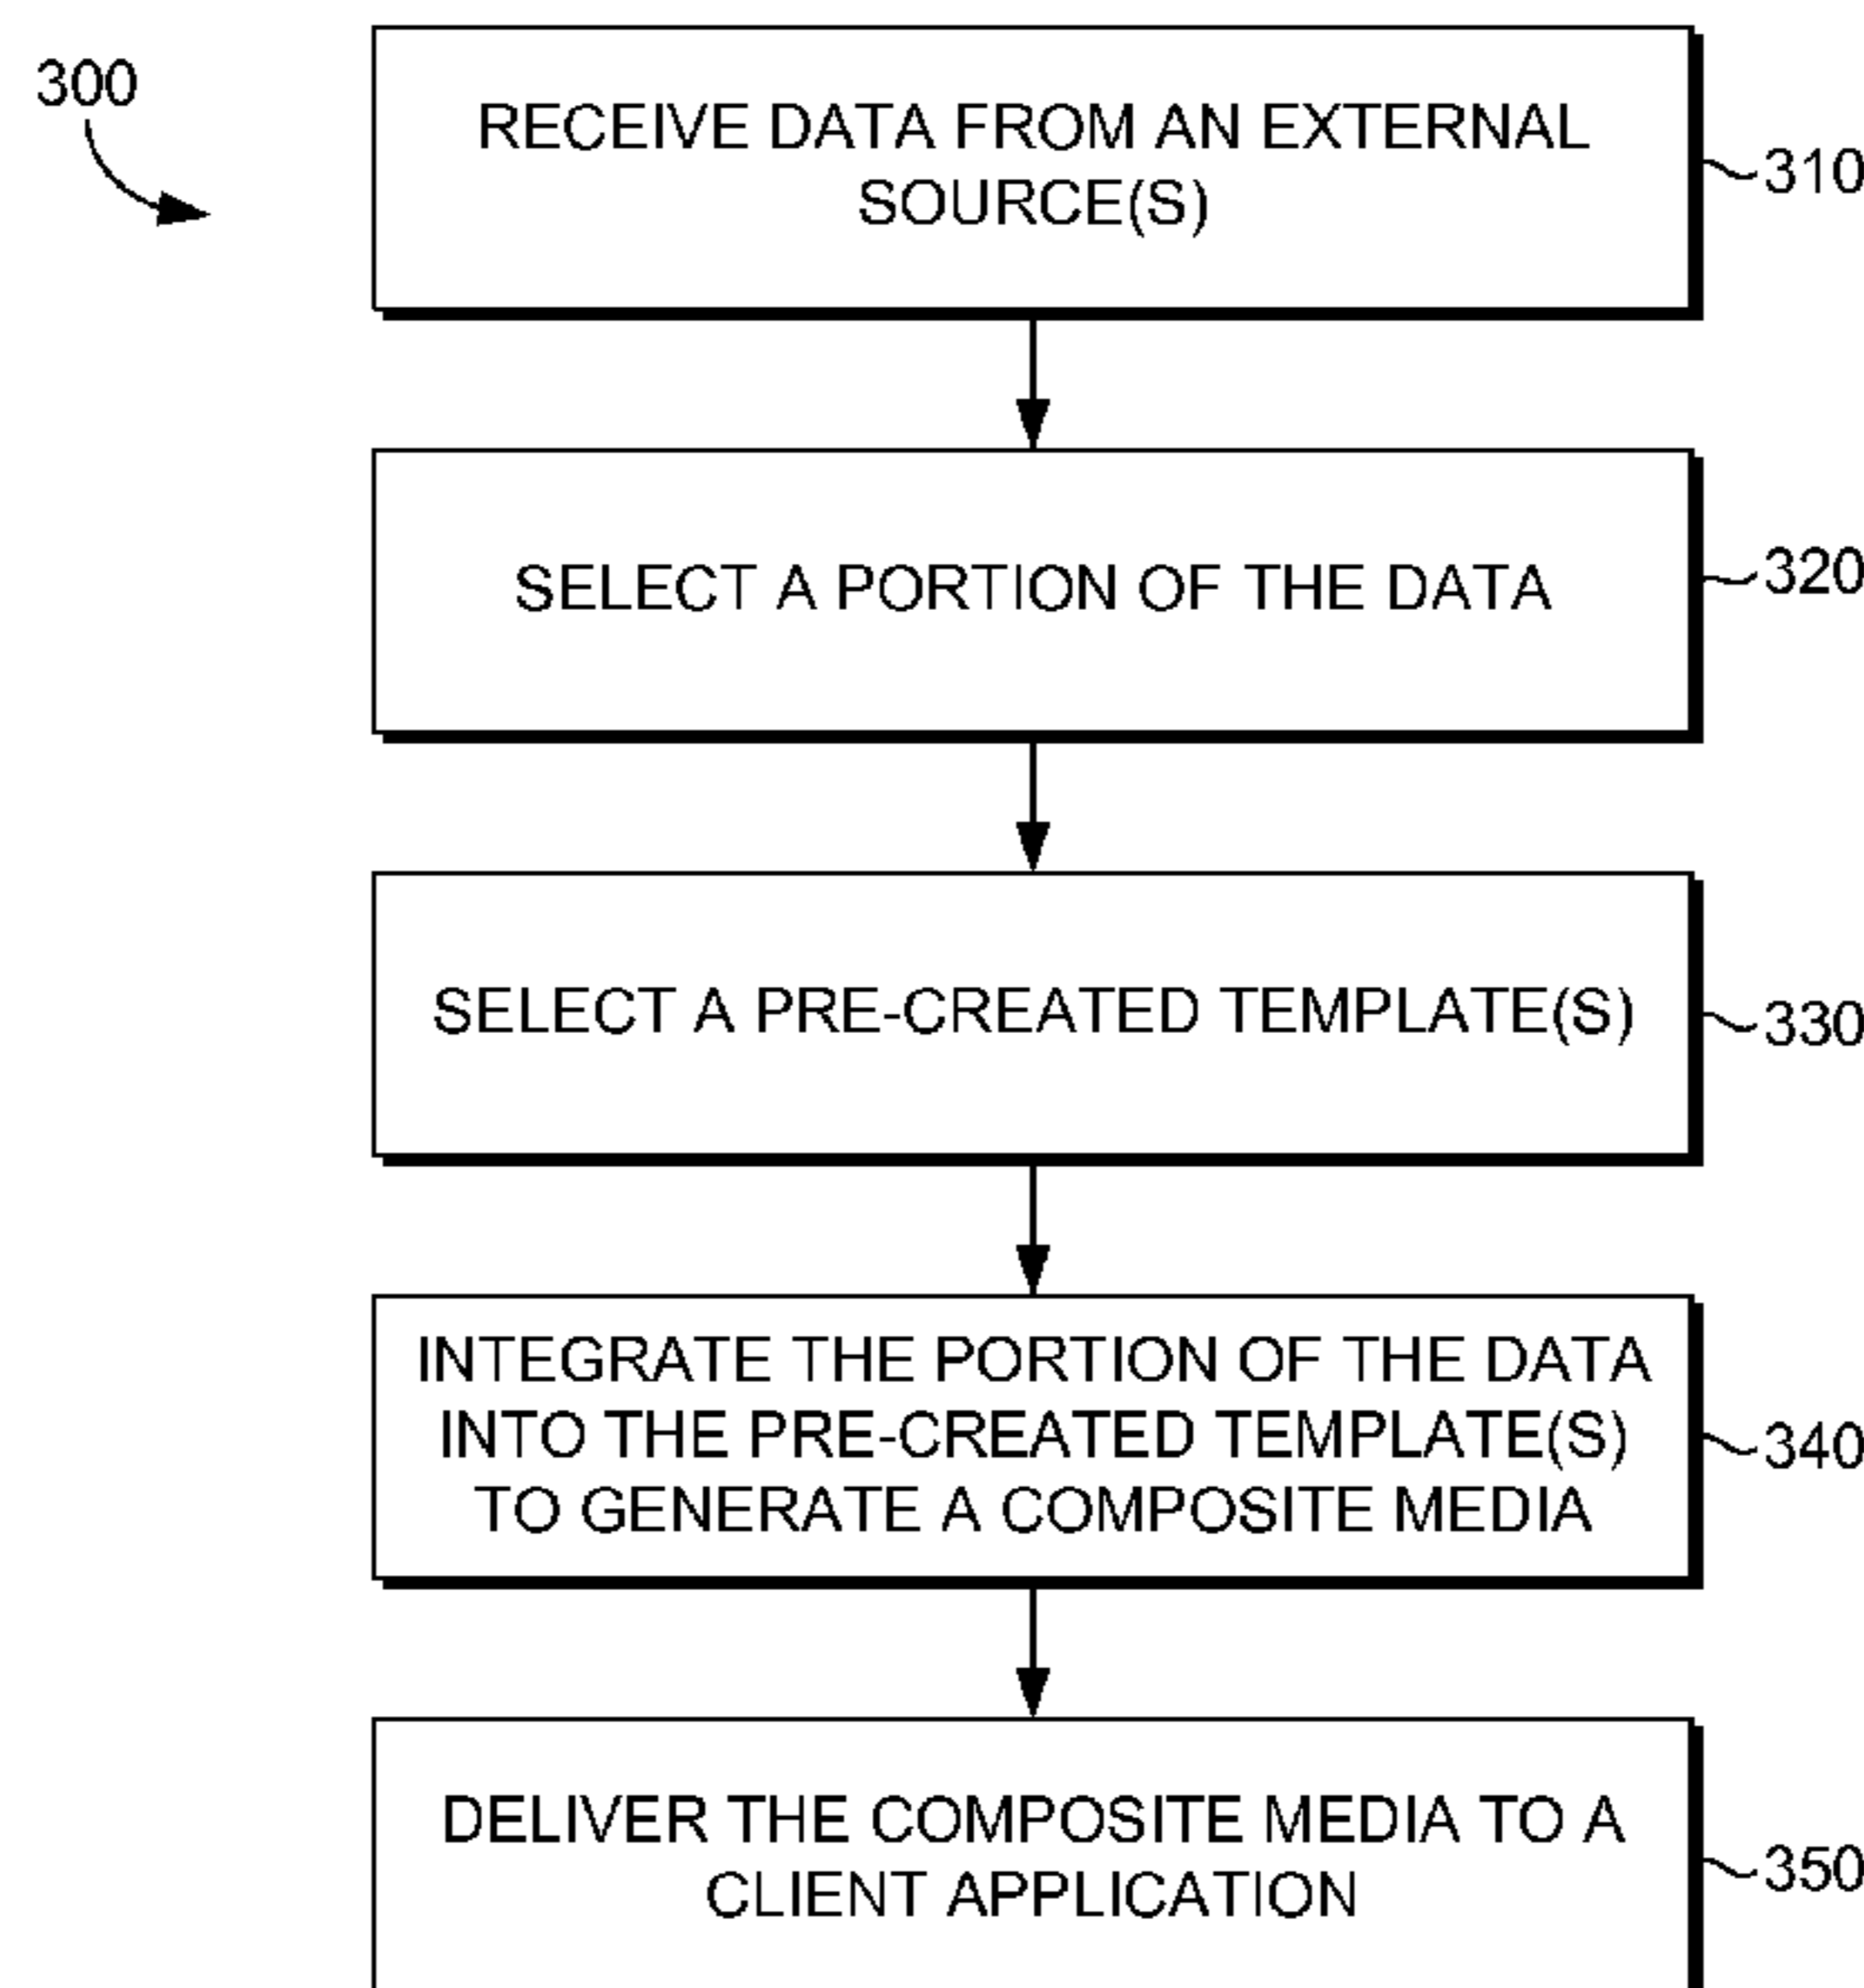 300
RECEIVE DATA FROM AN EXTERNAL
SOURCE(S)
310
SELECT A PORTION OF THE DATA
320
SELECT A PRE-CREATED TEMPLATE(S)
330
INTEGRATE THE PORTION OF THE DATA
INTO THE PRE-CREATED TEMPLATE(S)
TO GENERATE A COMPOSITE MEDIA
340
DELIVER THE COMPOSITE MEDIA TO A
CLIENT APPLICATION
350